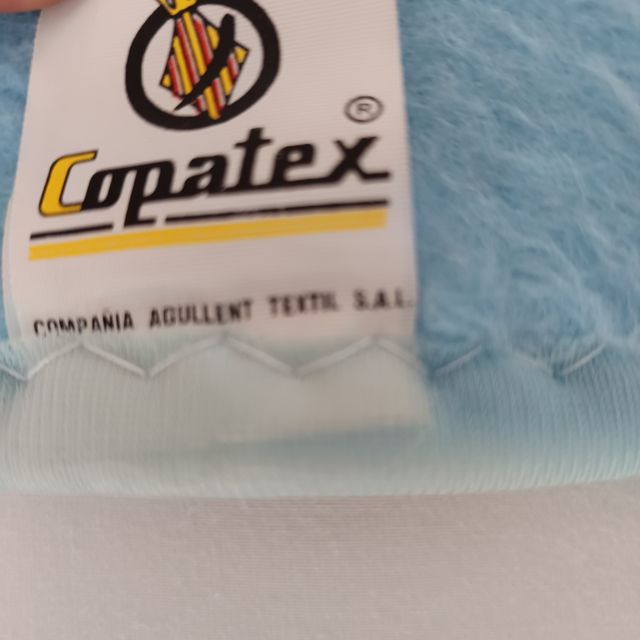 ®
Copatex
COMPAÑIA AGULLENT TEXTIL S.A.L.